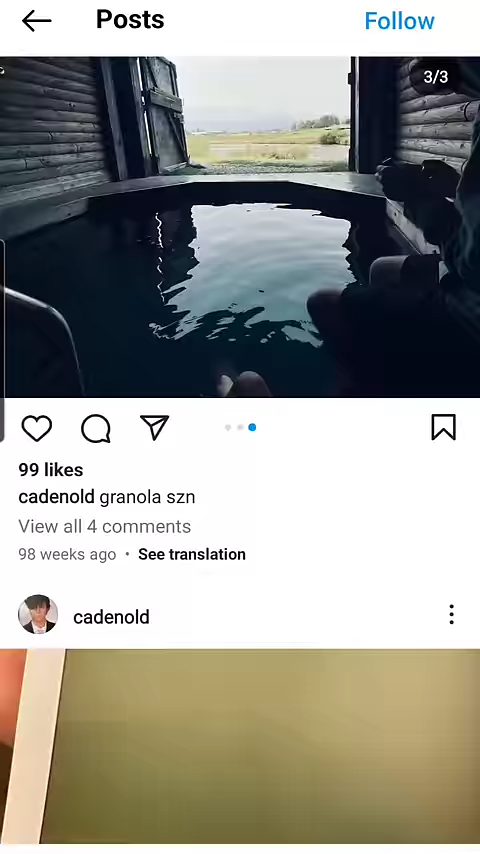 Posts
Follow
3/3
99 likes
cadenold granola szn
View all 4 comments
98 weeks ago • See translation
cadenold